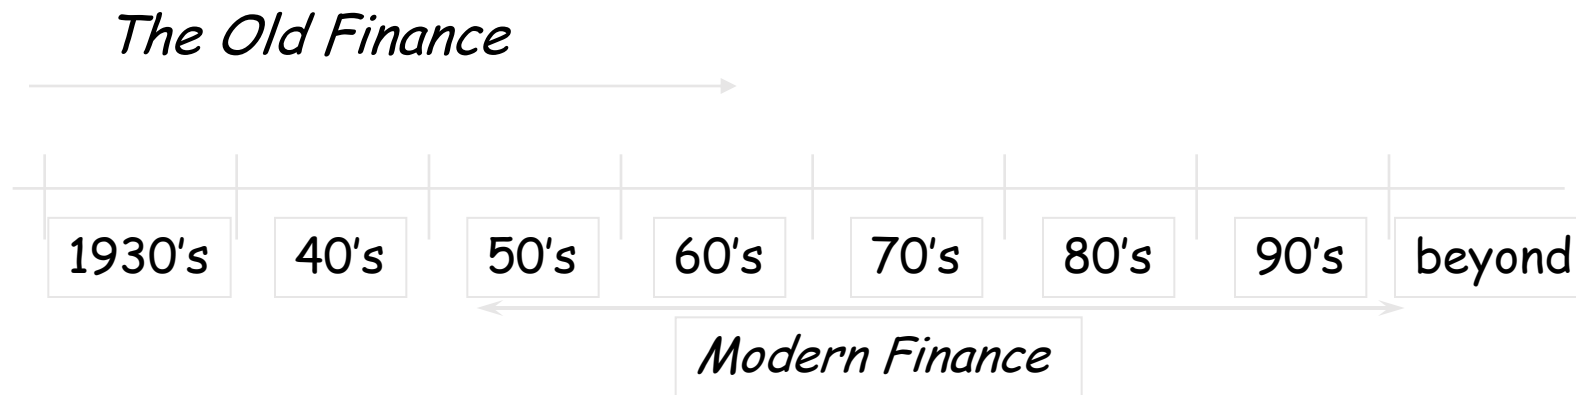 The Old Finance
1930's 40's 50's 60's 70's 80's 90's beyond
Modern Finance